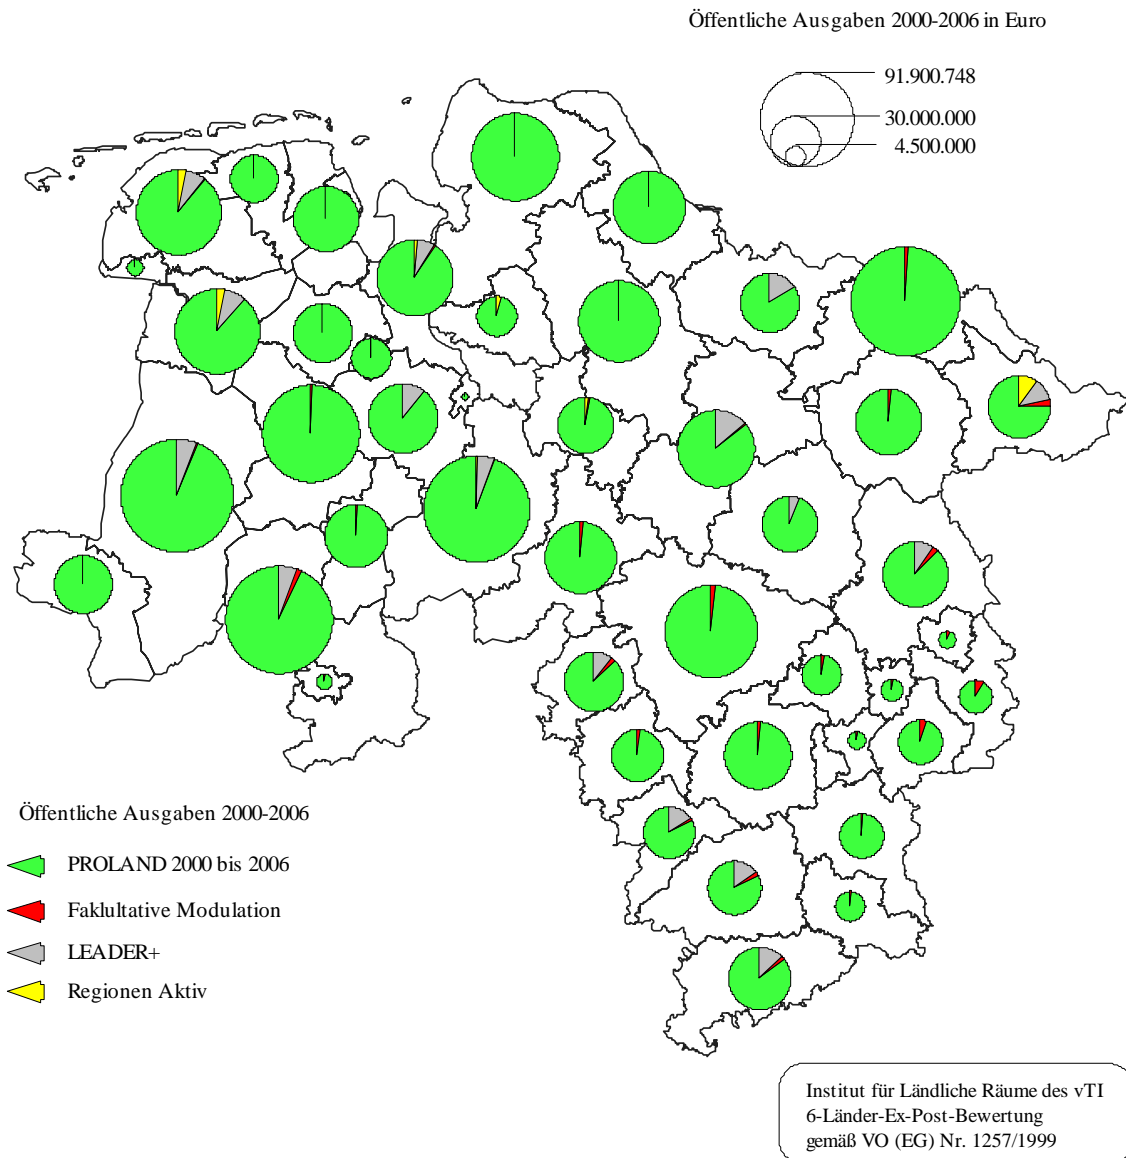 Öffentliche Ausgaben 2000-2006 in Euro
91.900.748
30.000.000
4.500.000
Öffentliche Ausgaben 2000-2006
PROLAND 2000 bis 2006
Faklultative Modulation
LEADER+
Regionen Aktiv
Institut für Ländliche Räume des vTI
6-Länder-Ex-Post-Bewertung
gemäß VO (EG) Nr. 1257/1999